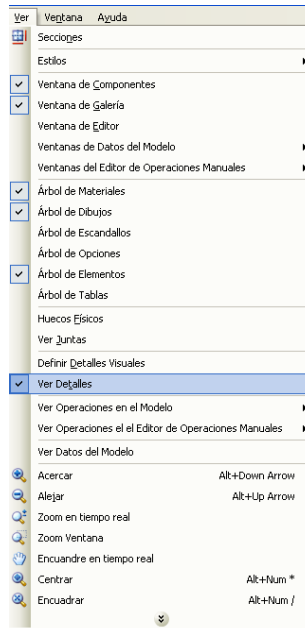 Ver Ventana Ayuda
Secciones
Estilos
Ventana de Componentes
Ventana de Galería
Ventana de Editor
Ventanas de Datos del Modelo
Ventanas del Editor de Operaciones Manuales
Árbol de Materiales
Árbol de Dibujos
Árbol de Escandallos
Árbol de Opciones
Árbol de Elementos
Árbol de Tablas
Huecos Físicos
Ver Juntas
Definir Detalles Visuales
Ver Detalles
Ver Operaciones en el Modelo
Ver Operaciones el el Editor de Operaciones Manuales
Ver Datos del Modelo
Acercar Alt+Down Arrow
Alejar Alt+Up Arrow
Zoom en tiempo real
Zoom Ventana
Encuandre en tiempo real
Centrar Alt+Num *
Encuadrar Alt+Num /